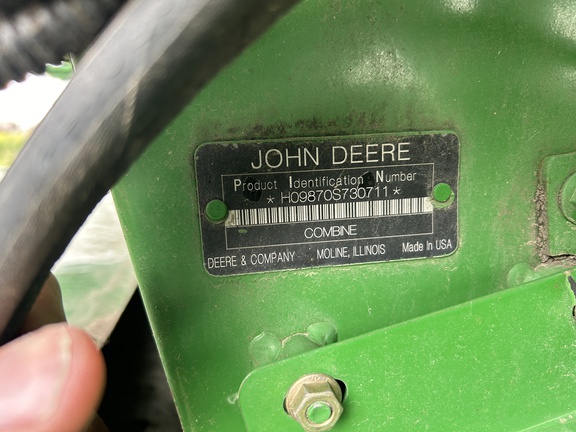 JOHN DEERE
Product Identification Number
* H09870S730711 *
COMBINE
DEERE & COMPANY , MOLINE, ILLINOIS Made In USA